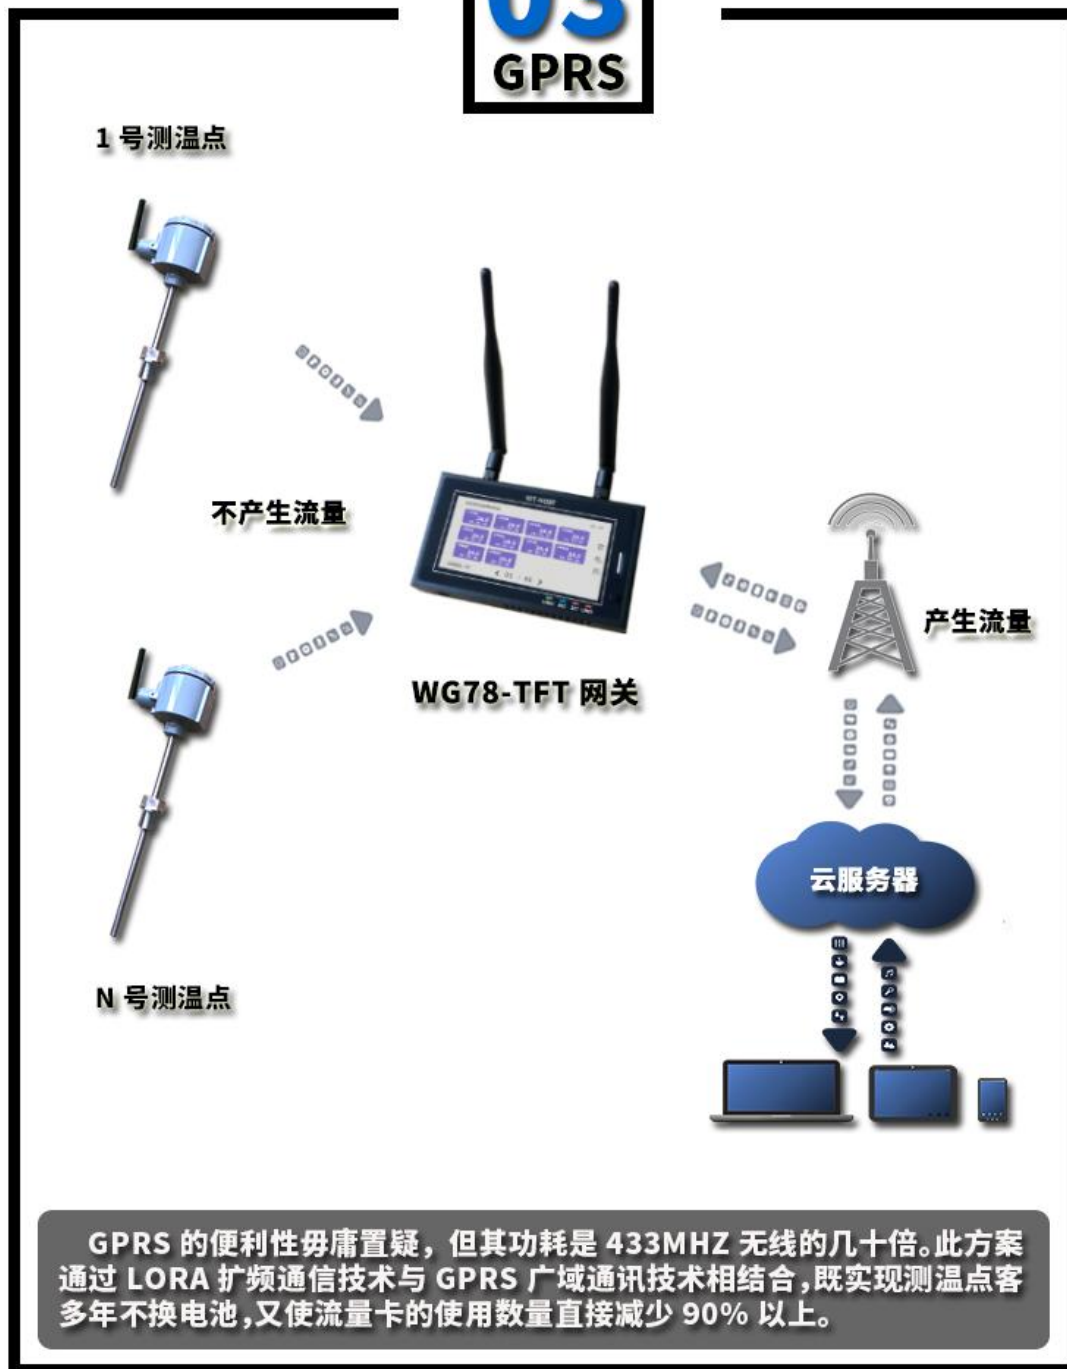 03
GPRS
1 号测温点
不产生流量
WG78-TFT 网关
产生流量
云服务器
N 号测温点
GPRS 的便利性毋庸置疑，但其功耗是 433MHZ 无线的几十倍。此方案
通过 LORA 扩频通信技术与 GPRS 广域通讯技术相结合，既实现测温点客
多年不换电池，又使流量卡的使用数量直接减少 90% 以上。